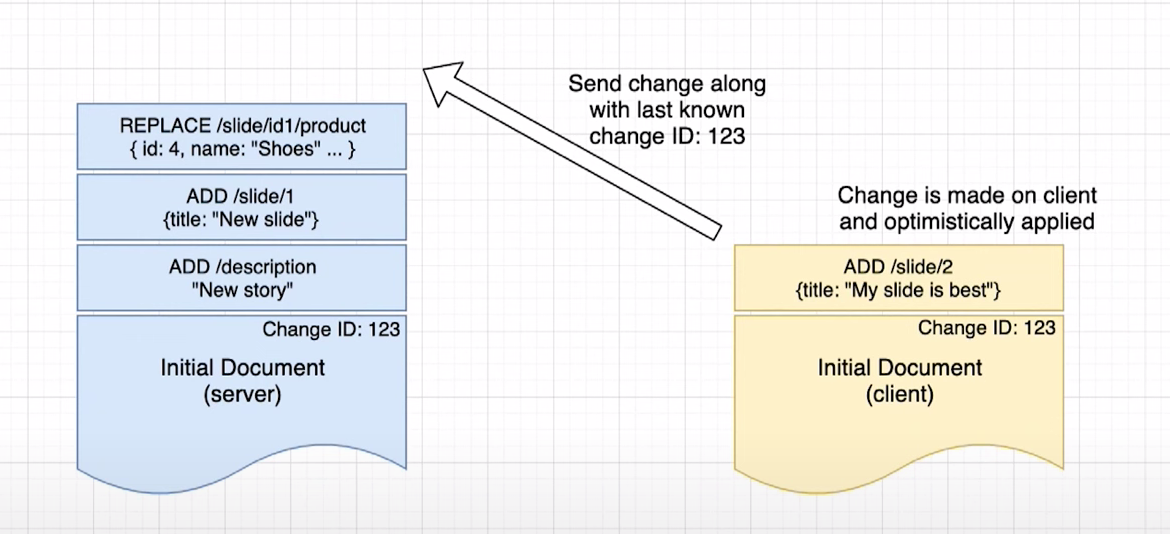 Send change along
with last known
change ID: 123
REPLACE /slide/id1/product
{ id: 4, name: "Shoes" ... }
ADD /slide/1
{title: "New slide"}
ADD /description
"New story"
Change ID: 123
Initial Document
(server)
Change is made on client
and optimistically applied
ADD /slide/2
{title: "My slide is best"}
Change ID: 123
Initial Document
(client)